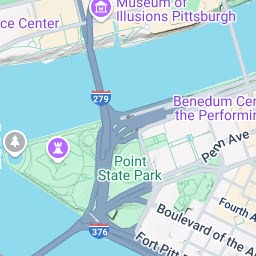 Museum of
Illusions Pittsburgh
ce Center
279
Benedum Cen
the Performin
Penn Ave
Point
State Park
Fourth A
Boulevard of the A
376
Fort Pitt B